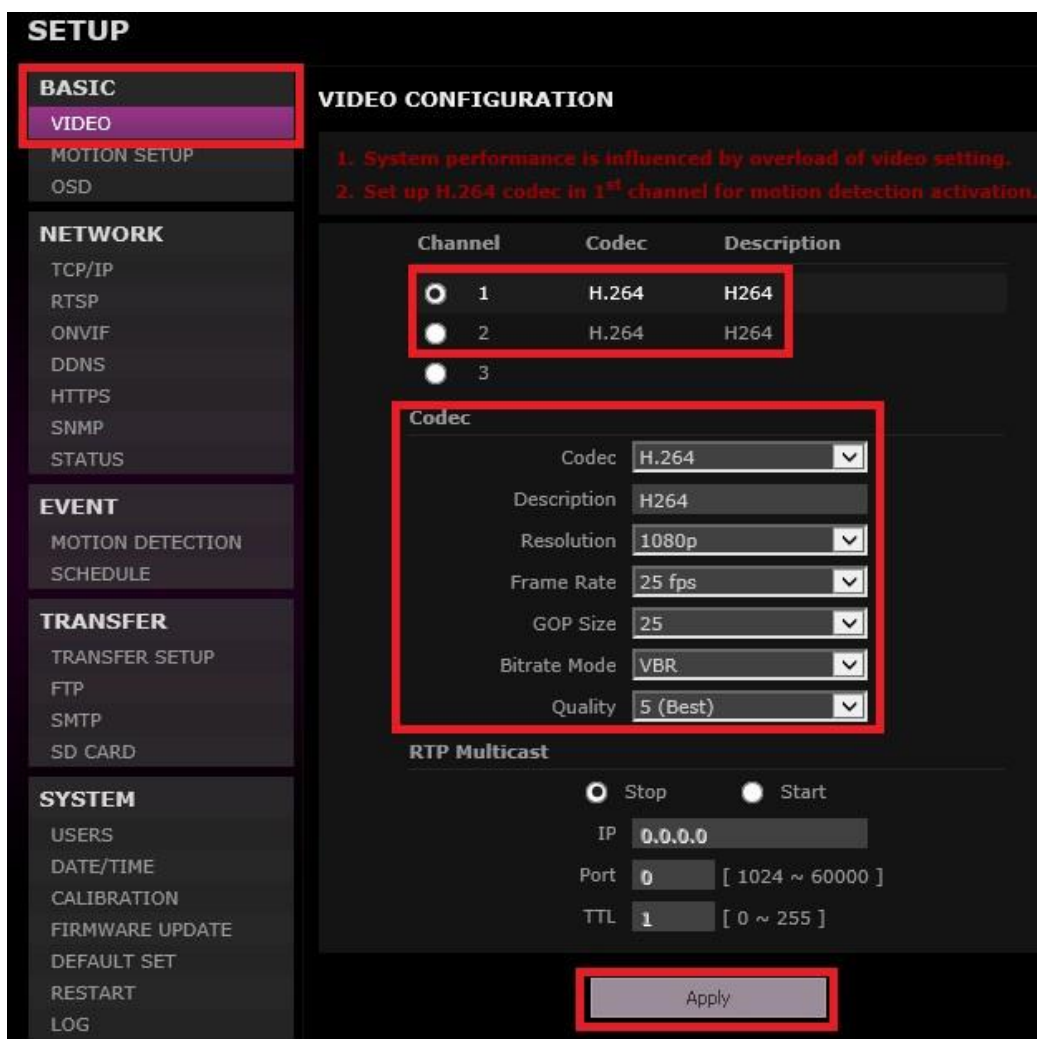 SETUP
BASIC
VIDEO
MOTION SETUP
OSD
NETWORK
TCP/IP
RTSP
ONVIF
DDNS
HTTPS
SNMP
STATUS
EVENT
MOTION DETECTION
SCHEDULE
TRANSFER
TRANSFER SETUP
FTP
SMTP
SD CARD
SYSTEM
USERS
DATE/TIME
CALIBRATION
FIRMWARE UPDATE
DEFAULT SET
RESTART
LOG
VIDEO CONFIGURATION
1. System performance is influenced by overload of video setting.
2. Set up H.264 codec in 1st channel for motion detection activation.
Channel Codec Description
1 H.264 H264
2 H.264 H264
3
Codec
Codec H.264
Description H264
Resolution 1080p
Frame Rate 25 fps
GOP Size 25
Bitrate Mode VBR
Quality 5 (Best)
RTP Multicast
Stop Start
IP 0.0.0.0
Port 0 [ 1024 ~ 60000 ]
TTL 1 [ 0 ~ 255 ]
Apply